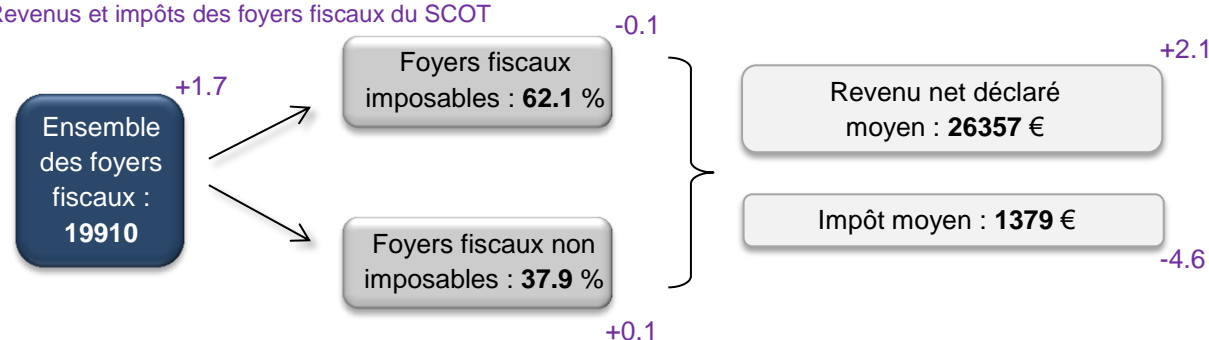 Revenus et impôts des foyers fiscaux du SCOT
+1.7
Ensemble
des foyers
fiscaux :
19910
-0.1
Foyers fiscaux
imposables : 62.1 %
Foyers fiscaux non
imposables : 37.9 %
+0.1
+2.1
Revenu net déclaré
moyen : 26357 €
Impôt moyen : 1379 €
-4.6